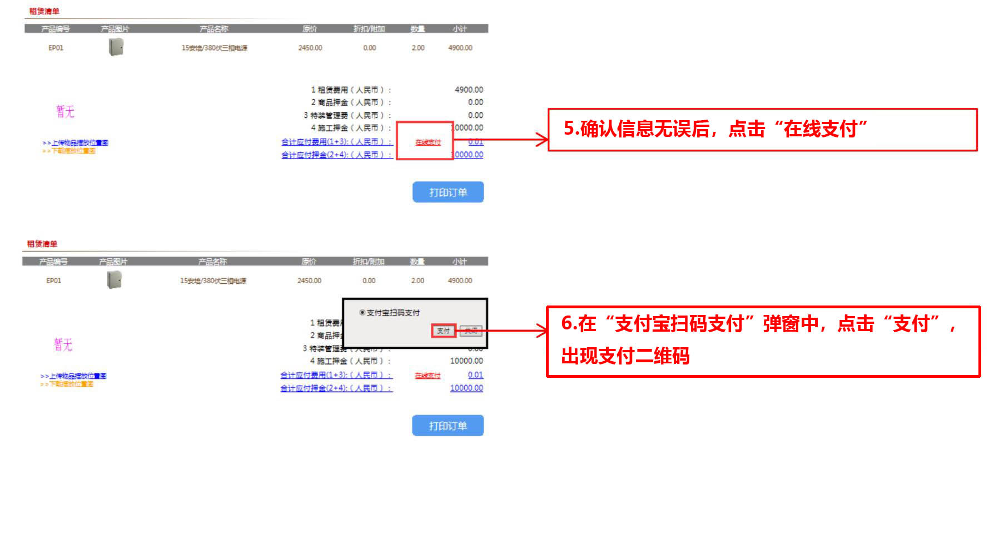 租赁清单
产品编号 产品图片 产品名称 原价 折扣/附加 数量 小计
EP01 15安培/380伏三相电源 2450.00 0.00 2.00 4900.00
1 租赁费用（人民币）： 4900.00
2 商品押金（人民币）： 0.00
暂无
3 特装管理费（人民币）： 0.00
4 施工押金（人民币）： 10000.00
5.确认信息无误后，点击“在线支付”
>>上传物品摆放位置图 合计应付费用(1+3):（人民币）： 在线支付 0.01
>>下载摆放位置图 合计应付押金(2+4):（人民币）： 10000.00
打印订单
租赁清单
产品编号 产品图片 产品名称 原价 折扣/附加 数量 小计
EP01 15安培/380伏三相电源 2450.00 0.00 2.00 4900.00
支付宝扫码支付
支付 关闭
1 租赁费
2 商品押金
暂无
3 特装管理费（人民币）： 0.00
4 施工押金（人民币）： 10000.00
6.在“支付宝扫码支付”弹窗中，点击“支付”，
出现支付二维码
>>上传物品摆放位置图 合计应付费用(1+3):（人民币）： 在线支付 0.01
>>下载摆放位置图 合计应付押金(2+4):（人民币）： 10000.00
打印订单